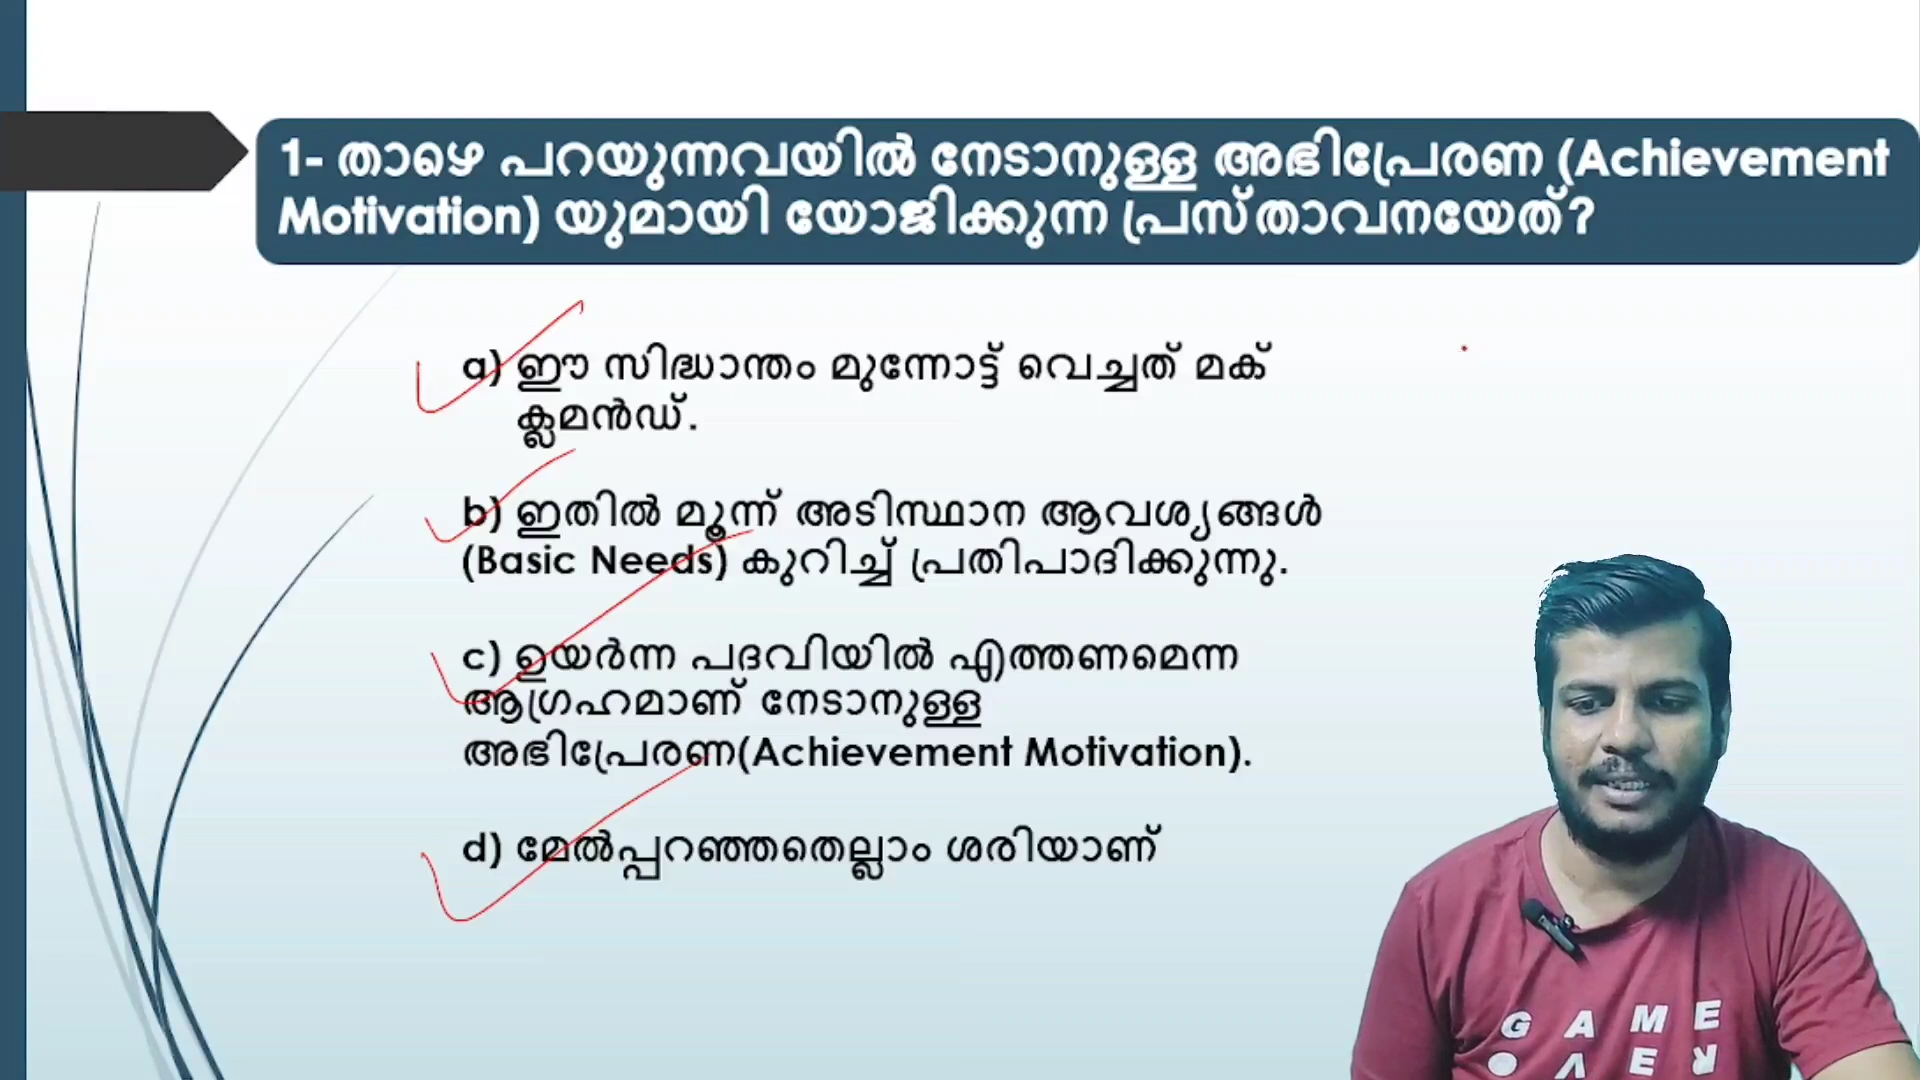 1- താഴെ പറയുന്നവയിൽ നേടാനുള്ള അഭിപ്രേരണ (Achievement
Motivation) യുമായി യോജിക്കുന്ന പ്രസ്താവനയേത്?
a) ഈ സിദ്ധാന്തം മുന്നോട്ട് വെച്ചത് മക്
ക്ലമൻഡ്.
b) ഇതിൽ മൂന്ന് അടിസ്ഥാന ആവശ്യങ്ങൾ
(Basic Needs) കുറിച്ച് പ്രതിപാദിക്കുന്നു.
c) ഉയർന്ന പദവിയിൽ എത്തണമെന്ന
ആഗ്രഹമാണ് നേടാനുള്ള
അഭിപ്രേരണ(Achievement Motivation).
d) മേൽപ്പറഞ്ഞതെല്ലാം ശരിയാണ്
GAME